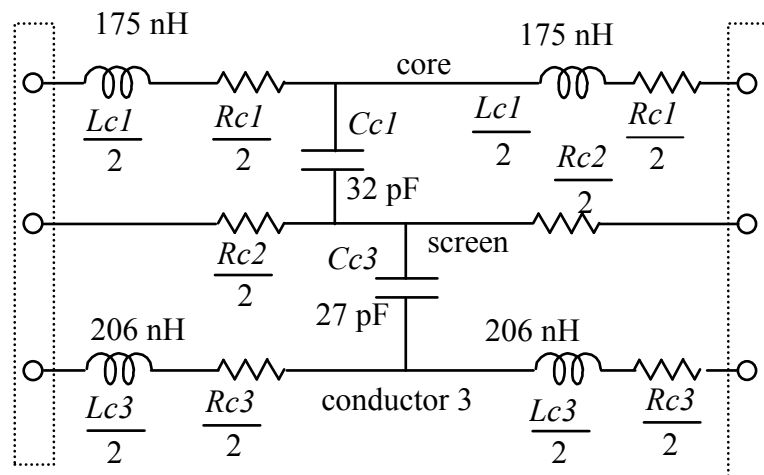 175 nH
175 nH
core
Lc1
2
Rc1
2
Cc1
Lc1
2
Rc1
2
32 pF
Rc2
2
Rc2
2
screen
Cc3
27 pF
206 nH
206 nH
Lc3
2
Rc3
2
conductor 3
Lc3
2
Rc3
2